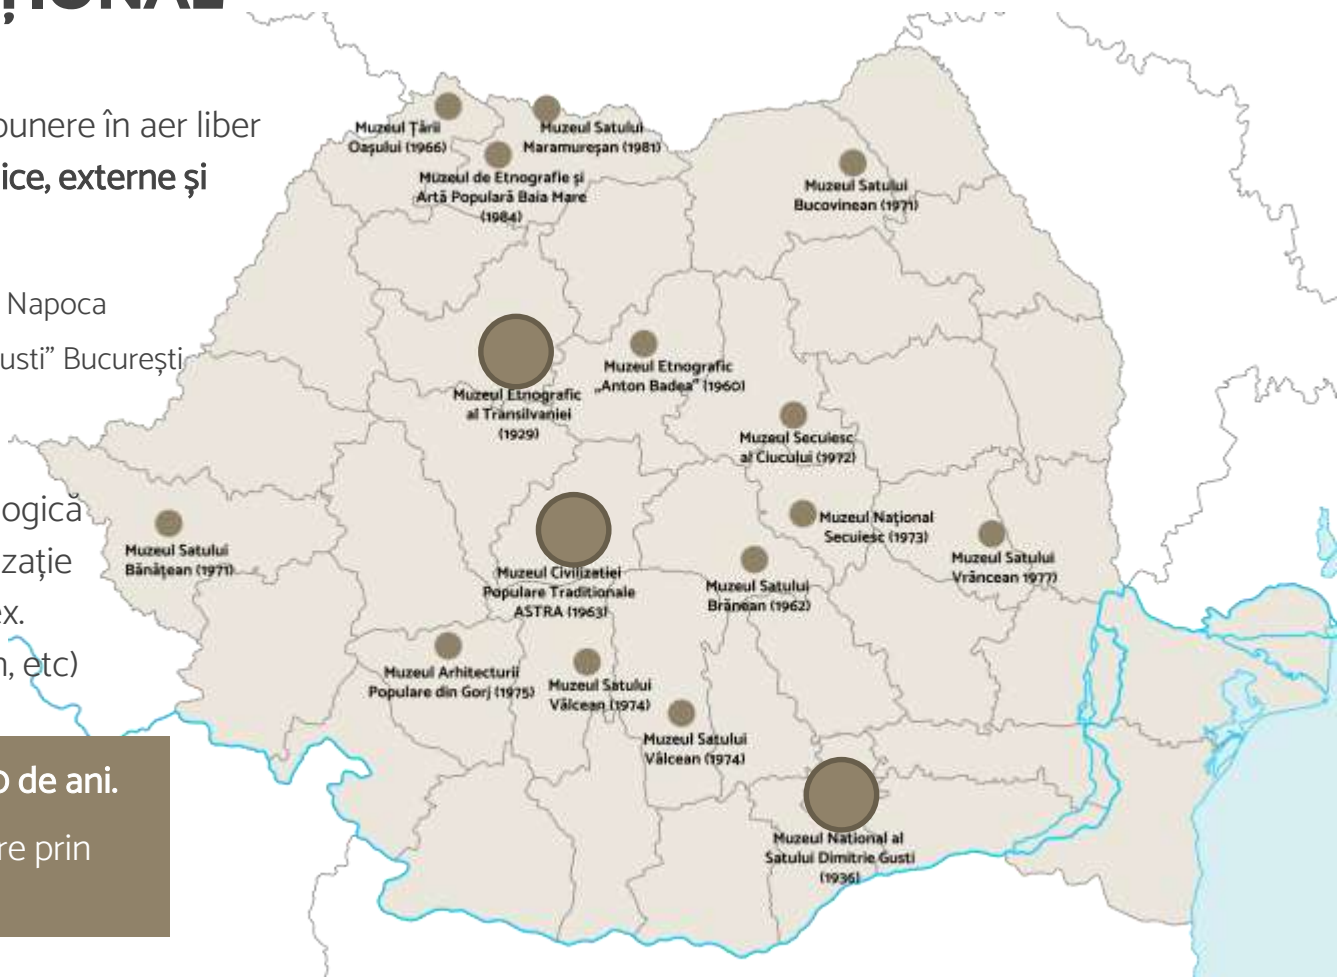 ȚIONAL
punere în aer liber
ice, externe și
Napoca
usti” București
ogică
zație
ex.
n, etc)
0 de ani.
re prin
Muzeul Țării
Oașului (1966)
Muzeul Satului
Maramureșan (1981)
Muzeul de Etnografie și
Artă Populară Baia Mare
(1984)
Muzeul Satului
Bucovinean (1971)
Muzeul Etnografic
al Transilvaniei
(1929)
Muzeul Etnografic
„Anton Badea” (1960)
Muzeul Secuiesc
al Ciucului (1972)
Muzeul Satului
Bănățean (1971)
Muzeul Civilizatiei
Populare Traditionale
ASTRA (1963)
Muzeul Național
Secuiesc (1973)
Muzeul Satului
Vrâncean 1977)
Muzeul Satului
Brănean (1962)
Muzeul Arhitecturii
Populare din Gorj (1975)
Muzeul Satului
Vâlcean (1974)
Muzeul Satului
Vâlcean (1974)
Muzeul National al
Satului Dimitrie Gusti
(1936)